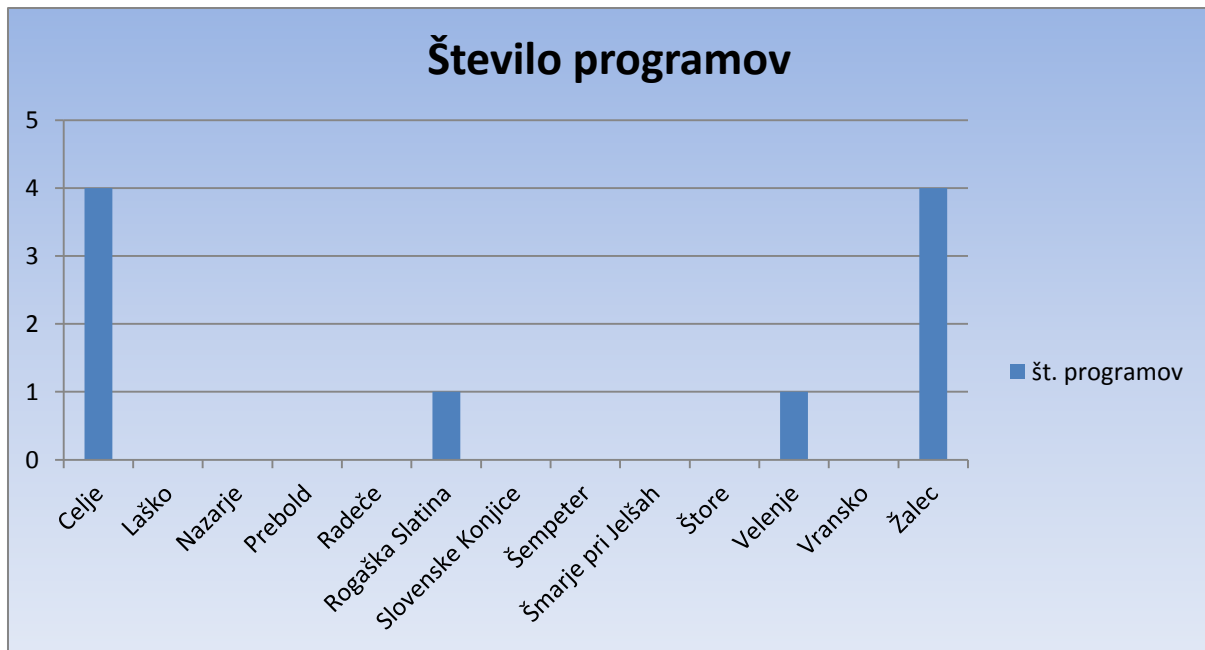 Število programov
5
4
3
2
1
0
Celje
Laško
Nazarje
Prebold
Radeče
Rogaška Slatina
Slovenske Konjice
Šempeter
Šmarje pri Jelšah
Štore
Velenje
Vransko
Žalec
št. programov